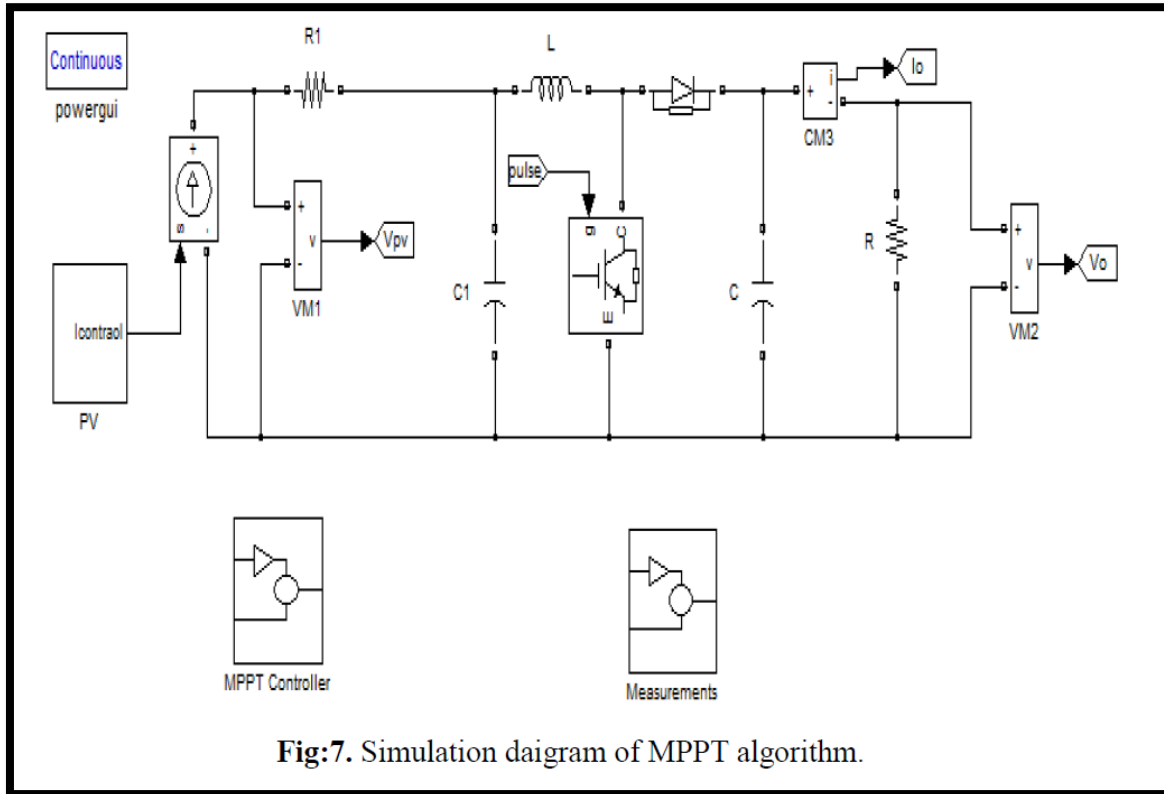 Continuous
powergui
R1
L
i
Io
+
-
CM3
+
s
-
pulse
g
C
E
+
v
-
Vpv
VM1
C1
C
R
+
v
-
Vo
VM2
Icontraol
PV
MPPT Controller
Measurements
Fig:7. Simulation daigram of MPPT algorithm.